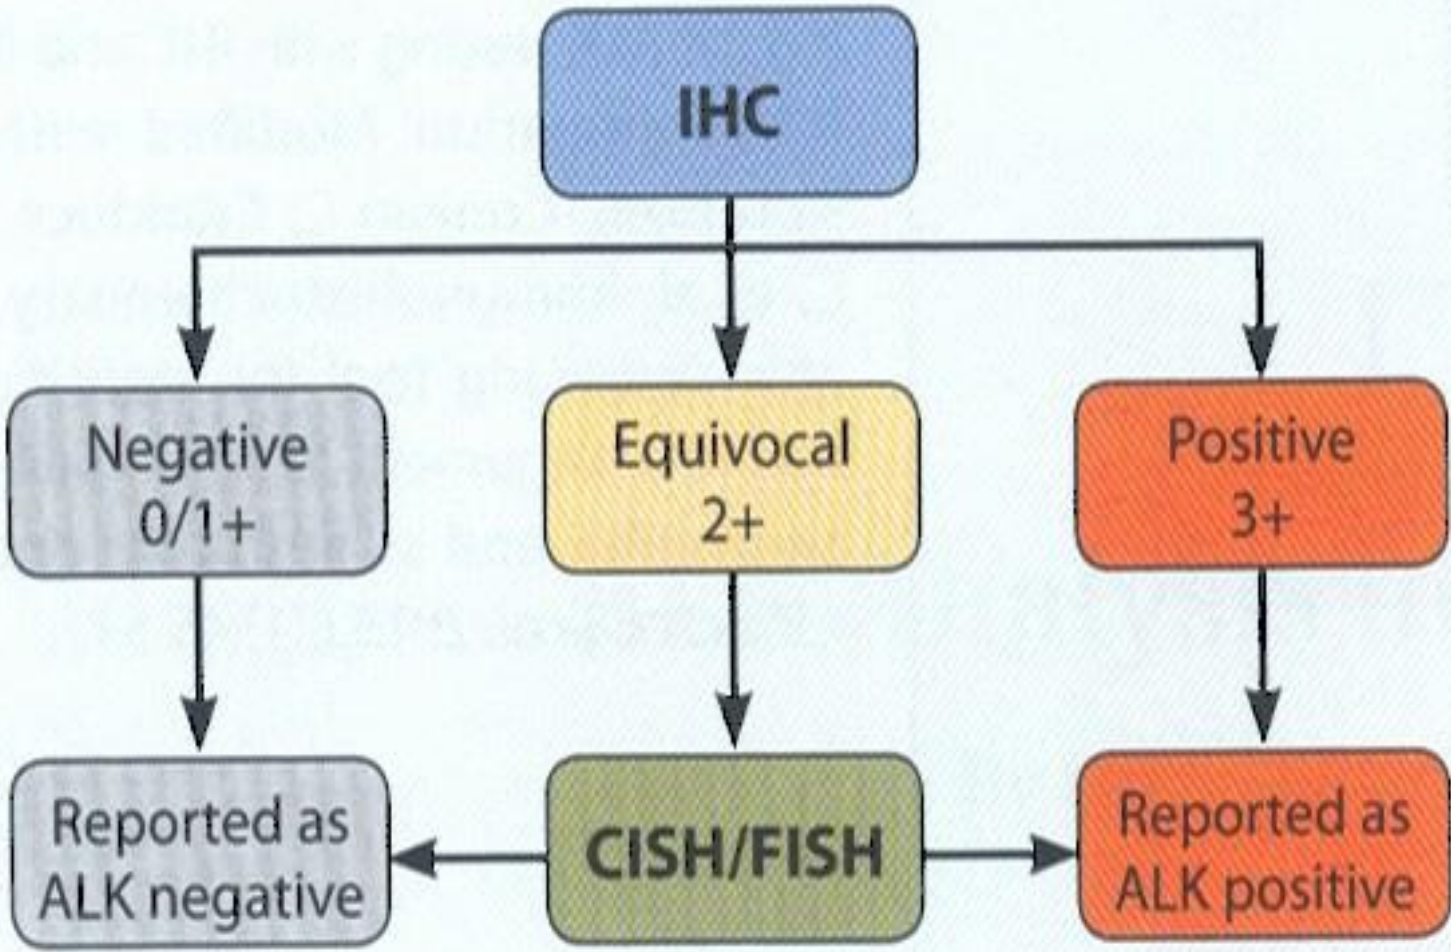 IHC
Negative
0/1+
Equivocal
2+
Positive
3+
Reported as
ALK negative
CISH/FISH
Reported as
ALK positive